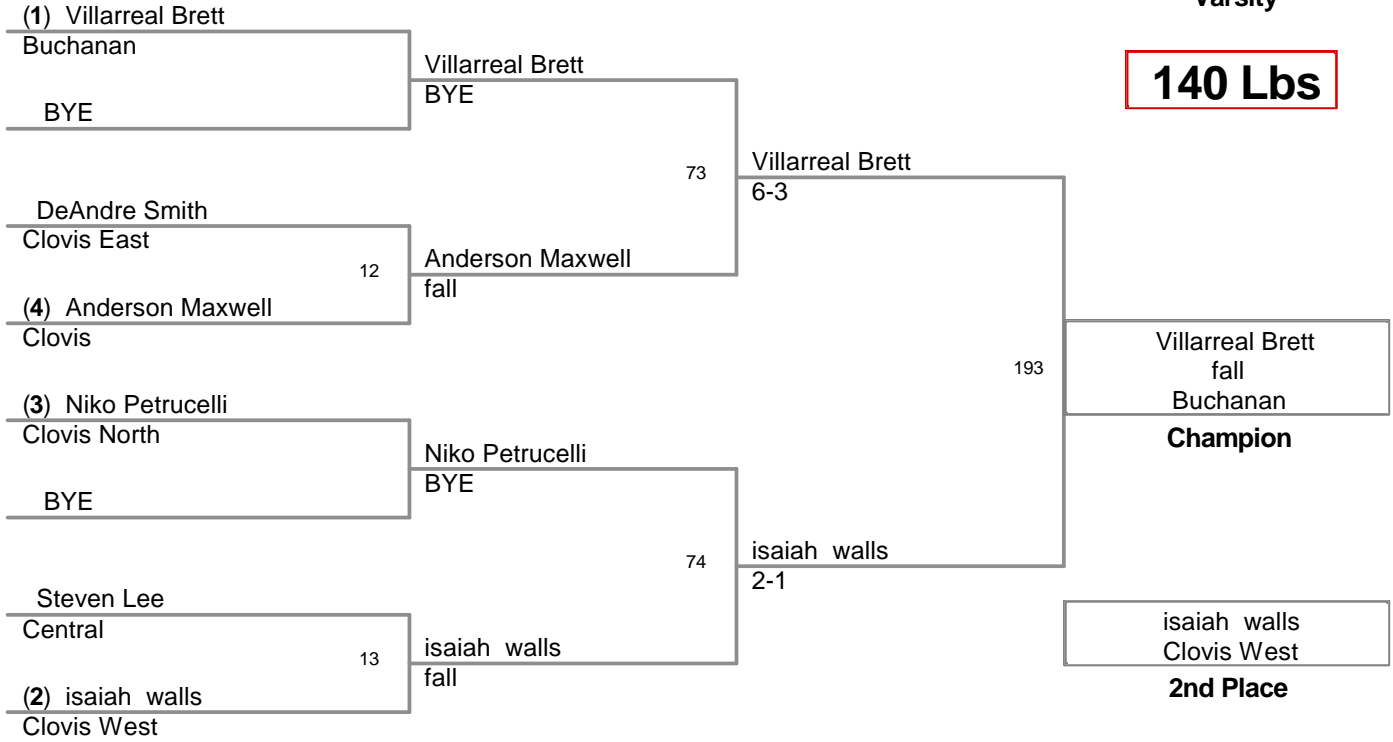 Varsity
140 Lbs
(1) Villarreal Brett
Buchanan
BYE
DeAndre Smith
Clovis East
12
(4) Anderson Maxwell
Clovis
(3) Niko Petrucelli
Clovis North
BYE
Steven Lee
Central
13
(2) isaiah walls
Clovis West
Villarreal Brett
BYE
73
Anderson Maxwell
fall
Niko Petrucelli
BYE
74
isaiah walls
fall
Villarreal Brett
6-3
193
isaiah walls
2-1
Villarreal Brett
fall
Buchanan
Champion
isaiah walls
Clovis West
2nd Place